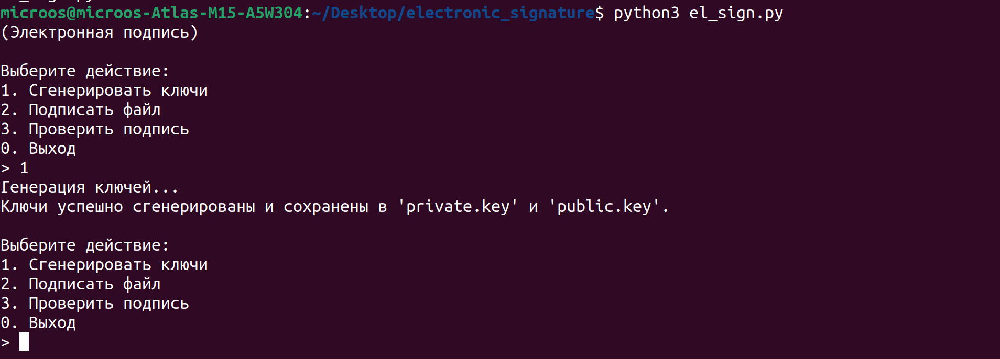 microos@microos-Atlas-M15-A5W304:~/Desktop/electronic_signature$ python3 el_sign.py
(Электронная подпись)
Выберите действие:
1. Сгенерировать ключи
2. Подписать файл
3. Проверить подпись
0. Выход
> 1
Генерация ключей...
Ключи успешно сгенерированы и сохранены в 'private.key' и 'public.key'.
Выберите действие:
1. Сгенерировать ключи
2. Подписать файл
3. Проверить подпись
0. Выход
>